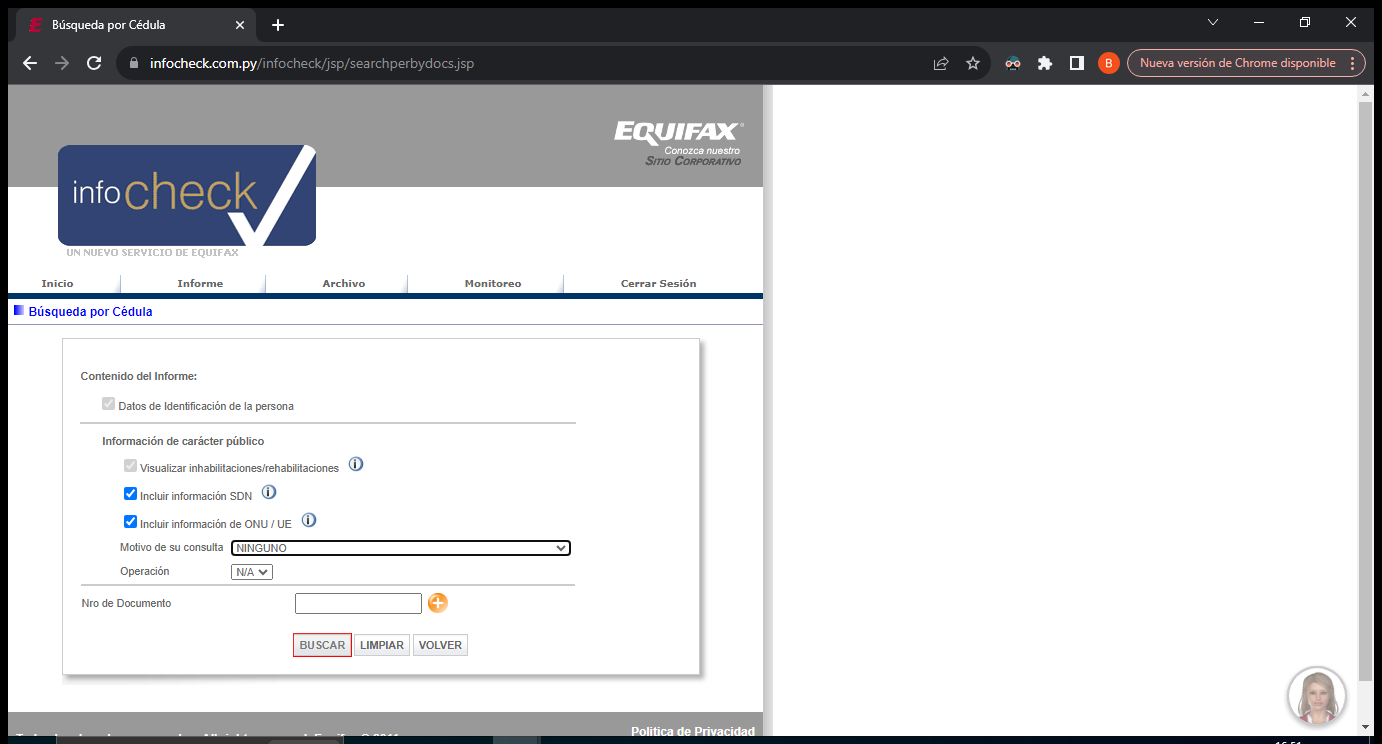 Búsqueda por Cédula
infocheck.com.py/infocheck/jsp/searchperbydocs.jsp
B
Nueva versión de Chrome disponible
EQUIFAX
Conozca nuestro
SITIO CORPORATIVO
infocheck
UN NUEVO SERVICIO DE EQUIFAX
Inicio Informe Archivo Monitoreo Cerrar Sesión
Búsqueda por Cédula
Contenido del Informe:
Datos de Identificación de la persona
Información de carácter público
Visualizar inhabilitaciones/rehabilitaciones
Incluir información SDN
Incluir información de ONU / UE
Motivo de su consulta NINGUNO
Operación N/A
Nro de Documento
BUSCAR LIMPIAR VOLVER
Política de Privacidad